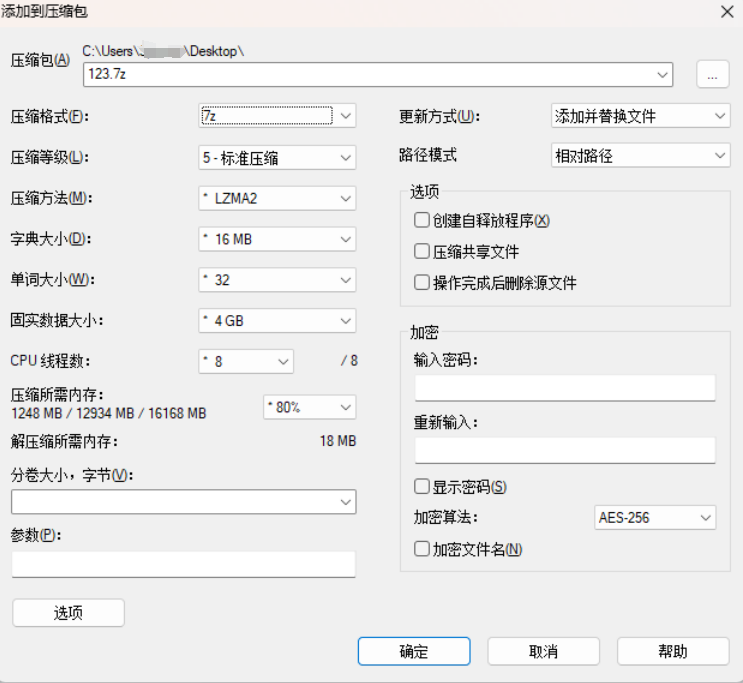 添加到压缩包
压缩包(A)
C:\Users\ \Desktop\
123.7z
...
压缩格式(F):
7z
压缩等级(L):
5 - 标准压缩
压缩方法(M):
* LZMA2
字典大小(D):
* 16 MB
单词大小(W):
* 32
固实数据大小:
* 4 GB
CPU 线程数:
* 8
/ 8
压缩所需内存:
1248 MB / 12934 MB / 16168 MB
* 80%
解压缩所需内存:
18 MB
分卷大小，字节(V):
参数(P):
选项
更新方式(U):
添加并替换文件
路径模式
相对路径
选项
创建自释放程序(X)
压缩共享文件
操作完成后删除源文件
加密
输入密码:
重新输入:
显示密码(S)
加密算法:
AES-256
加密文件名(N)
确定
取消
帮助